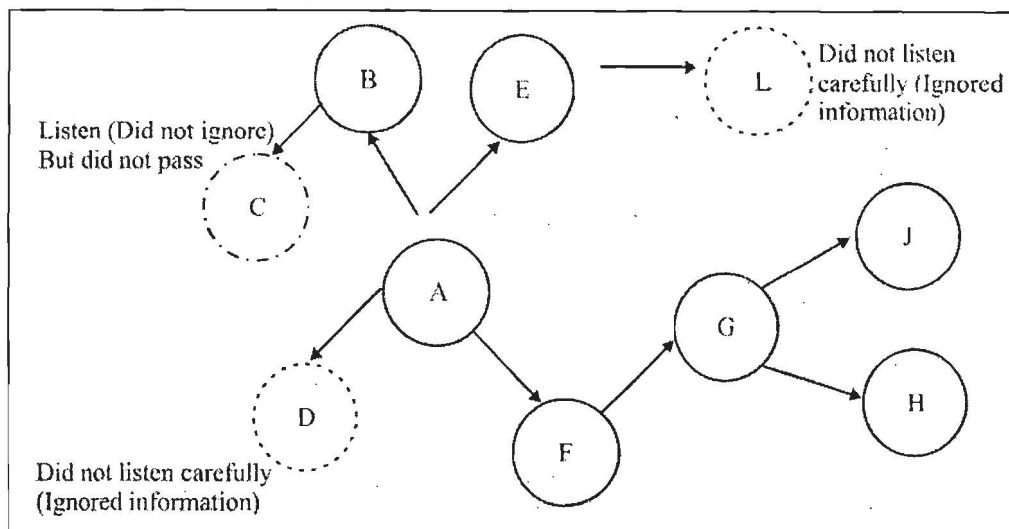 B
E
L
Did not listen
carefully (Ignored
information)
Listen (Did not ignore)
But did not pass
C
A
J
G
D
H
F
Did not listen carefully
(Ignored information)